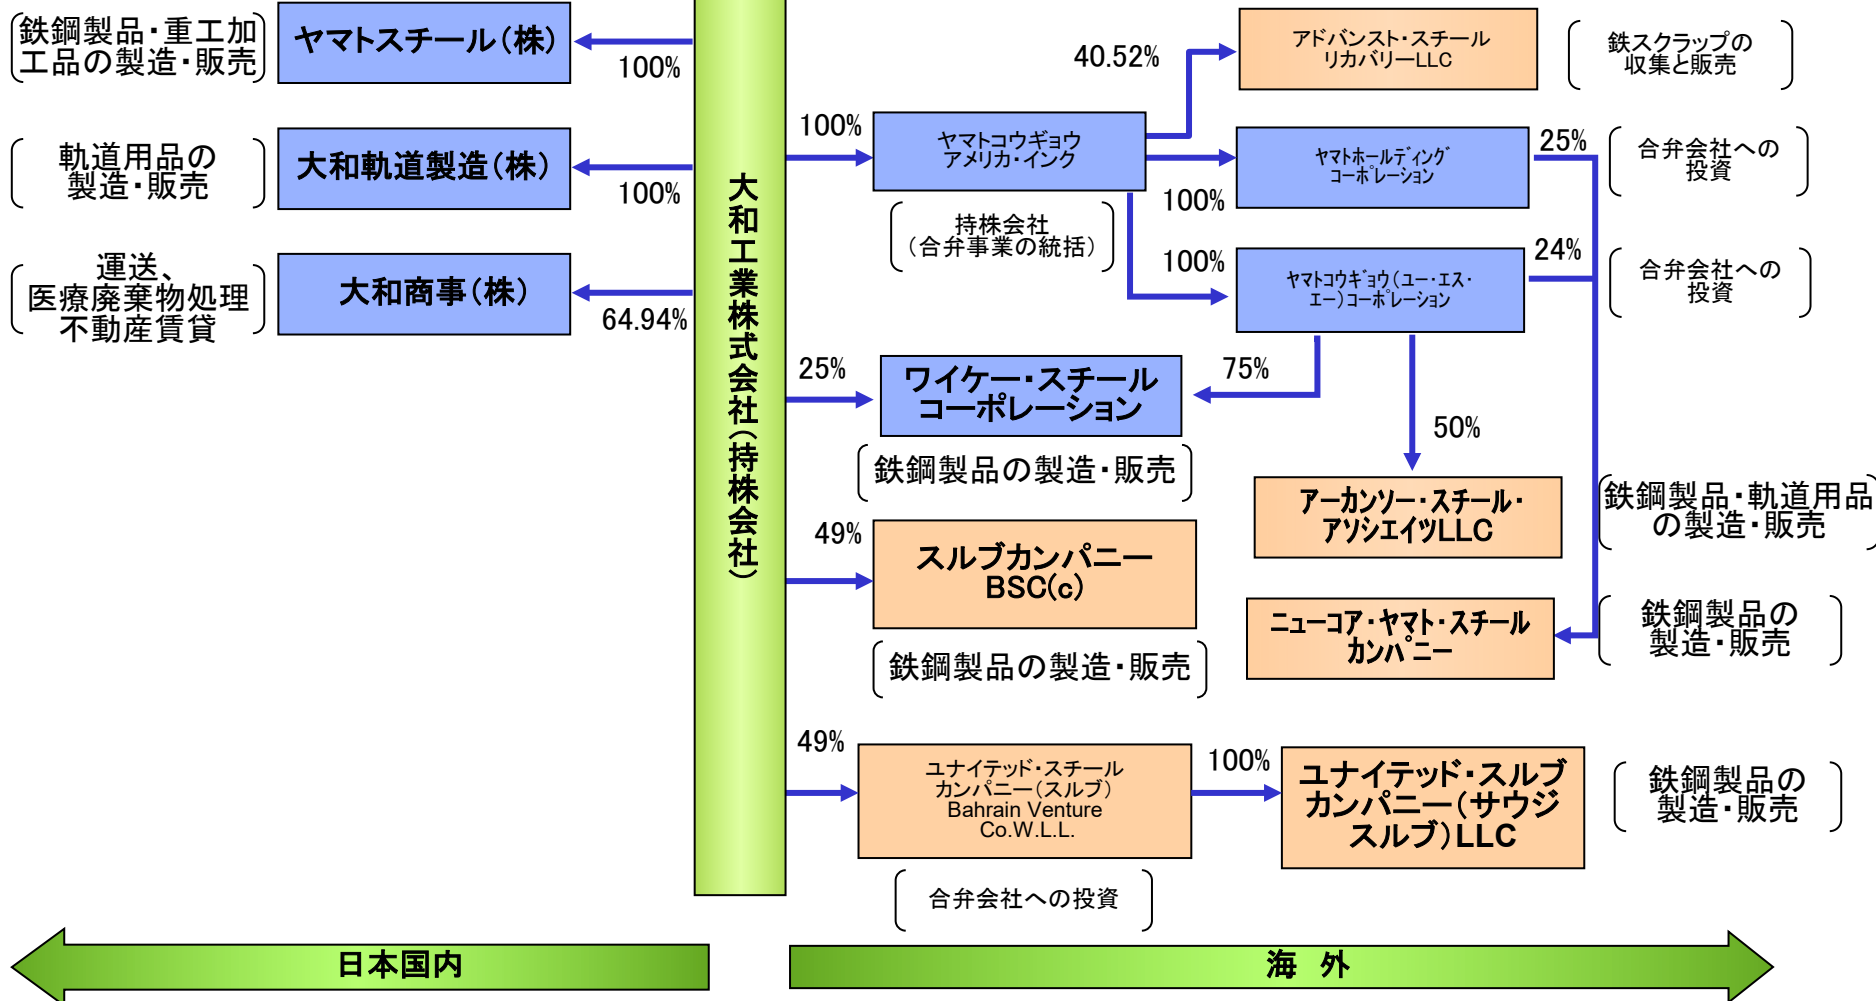 鉄鋼製品・重工加
工品の製造・販売
ヤマトスチール(株)
100%
軌道用品の
製造・販売
大和軌道製造(株)
100%
運送、
医療廃棄物処理
不動産賃貸
大和商事(株)
64.94%
大和工業株式会社(持株会社)
40.52%
アドバンスト・スチール
リカバリーLLC
鉄スクラップの
収集と販売
100%
ヤマトコウギョウ
アメリカ・インク
持株会社
(合弁事業の統括)
100%
ヤマトホールディング
コーポレーション
25%
合弁会社への
投資
100%
ヤマトコウギョウ(ユー・エス・
エー)コーポレーション
24%
合弁会社への
投資
25%
ワイケー・スチール
コーポレーション
75%
鉄鋼製品の製造・販売
50%
アーカンソー・スチール・
アソシエイツLLC
鉄鋼製品・軌道用品
の製造・販売
49%
スルブカンパニー
BSC(c)
鉄鋼製品の製造・販売
ニューコア・ヤマト・スチール
カンパニー
鉄鋼製品の
製造・販売
49%
ユナイテッド・スチール
カンパニー(スルブ)
Bahrain Venture
Co.W.L.L.
合弁会社への投資
100%
ユナイテッド・スルブ
カンパニー(サウジ
スルブ)LLC
鉄鋼製品の
製造・販売
日本国内
海 外